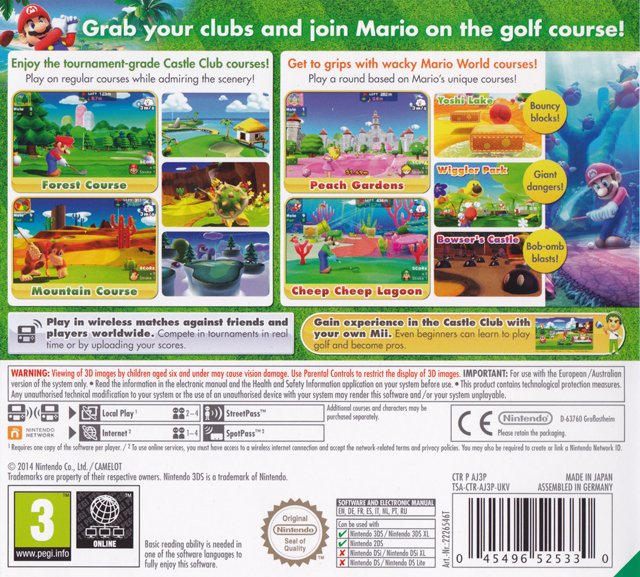 Grab your clubs and join Mario on the golf course!
Enjoy the tournament-grade Castle Club courses!
Play on regular courses while admiring the scenery!
Forest Course
Mountain Course
Get to grips with wacky Mario World courses!
Play a round based on Mario's unique courses!
Peach Gardens
Cheep Cheep Lagoon
Yoshi Lake
Bouncy
blocks!
Wiggler Park
Giant
dangers!
Bowser's Castle
Bob-omb
blasts!
Play in wireless matches against friends and
players worldwide. Compete in tournaments in real
time or by uploading your scores.
Gain experience in the Castle Club with
your own Mii. Even beginners can learn to play
golf and become pros.
WARNING: Viewing of 3D images by children aged six and under may cause vision damage. Use Parental Controls to restrict the display of 3D images. IMPORTANT: For use with the European / Australian
version of the system only. • Read the information in the electronic manual and the Health and Safety Information application on your system before use. • This product contains technological protection measures.
Any unauthorised technical modification to your system or the use of an unauthorised device with your system may render this software and / or your system unplayable.
Local Play 1
2–4
StreetPass™
NINTENDO
NETWORK
Internet 2
2–4
SpotPass™ 2
Additional courses and characters may be
purchased separately.
CE
Nintendo
D-63760 Großostheim
Please retain the packaging.
1 Requires one copy of the software per player. / 2 To use online services, you must have access to a wireless internet connection and accept the network-related terms and privacy policies. You may also be required to create or link a Nintendo Network ID.
© 2014 Nintendo Co., Ltd. / CAMELOT
Trademarks are property of their respective owners. Nintendo 3DS is a trademark of Nintendo.
CTR P AJ3P
TSA-CTR-AJ3P-UKV
MADE IN JAPAN
ASSEMBLED IN GERMANY
3
www.pegi.info
ONLINE
Basic reading ability is needed in
one of the software languages to
fully enjoy this software.
Original
Nintendo
Seal of
Quality
SOFTWARE AND ELECTRONIC MANUAL
EN, DE, FR, ES, IT, NL, PT, RU
Can be used with
Nintendo 3DS / Nintendo 3DS XL
Nintendo 2DS
Nintendo DSi / Nintendo DSi XL
Nintendo DS / Nintendo DS Lite
Art.-Nr.: 2226546T
0 45496 52533 0